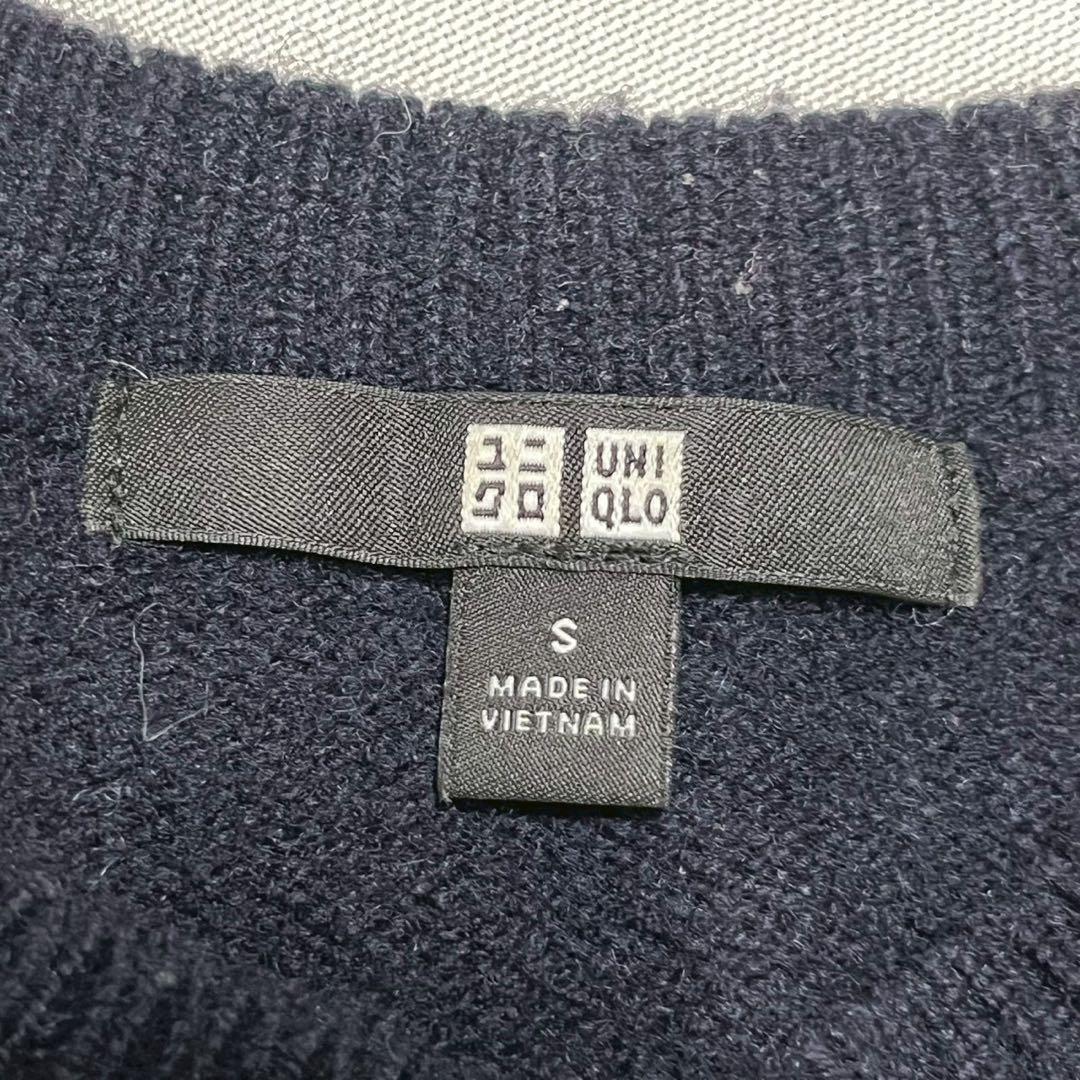 ユニ UNI
クロ QLO
S
MADE IN
VIETNAM